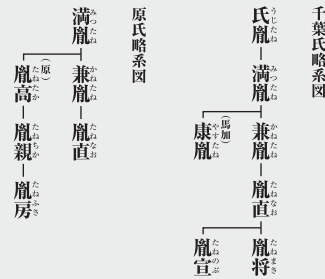 千葉氏略系図
氏胤 うじたね
満胤 みつたね
兼胤 かねたね
胤直 たねなお
胤将 たねまさ
胤宣 たねのぶ
(馬加)
康胤 やすたね
原氏略系図
満胤 みつたね
兼胤 かねたね
胤直 たねなお
(原)
胤高 たねたか
胤親 たねちか
胤房 たねふさ